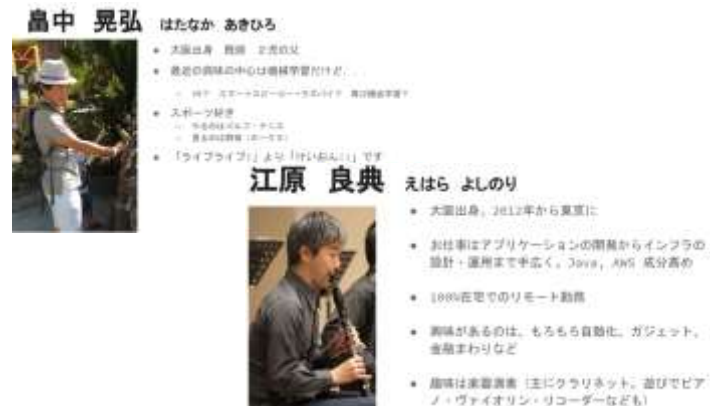 畠中 晃弘 はたなか あきひろ
● 大阪出身 既婚 2児の父
● 最近の興味の中心は機械学習だけど..
● スポーツ好き
● 「ライブライブ!」より「けいおん!!」です
江原 良典 えはら よしのり
● 大阪出身, 2012年から東京に
● お仕事はアプリケーションの開発からインフラの
設計・運用まで手広く。Java, AWS 成分高め
● 100%在宅でのリモート勤務
● 興味があるのは、もろもろ自動化、ガジェット、
金融まわりなど
● 趣味は楽器演奏（主にクラリネット。遊びでピア
ノ・ヴァイオリン・リコーダーなども）